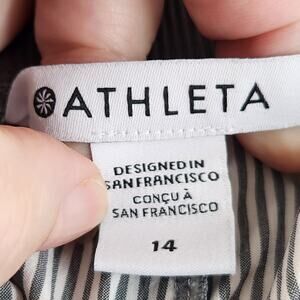 ATHLETA
DESIGNED IN
SAN FRANCISCO
CONÇU À
SAN FRANCISCO
14